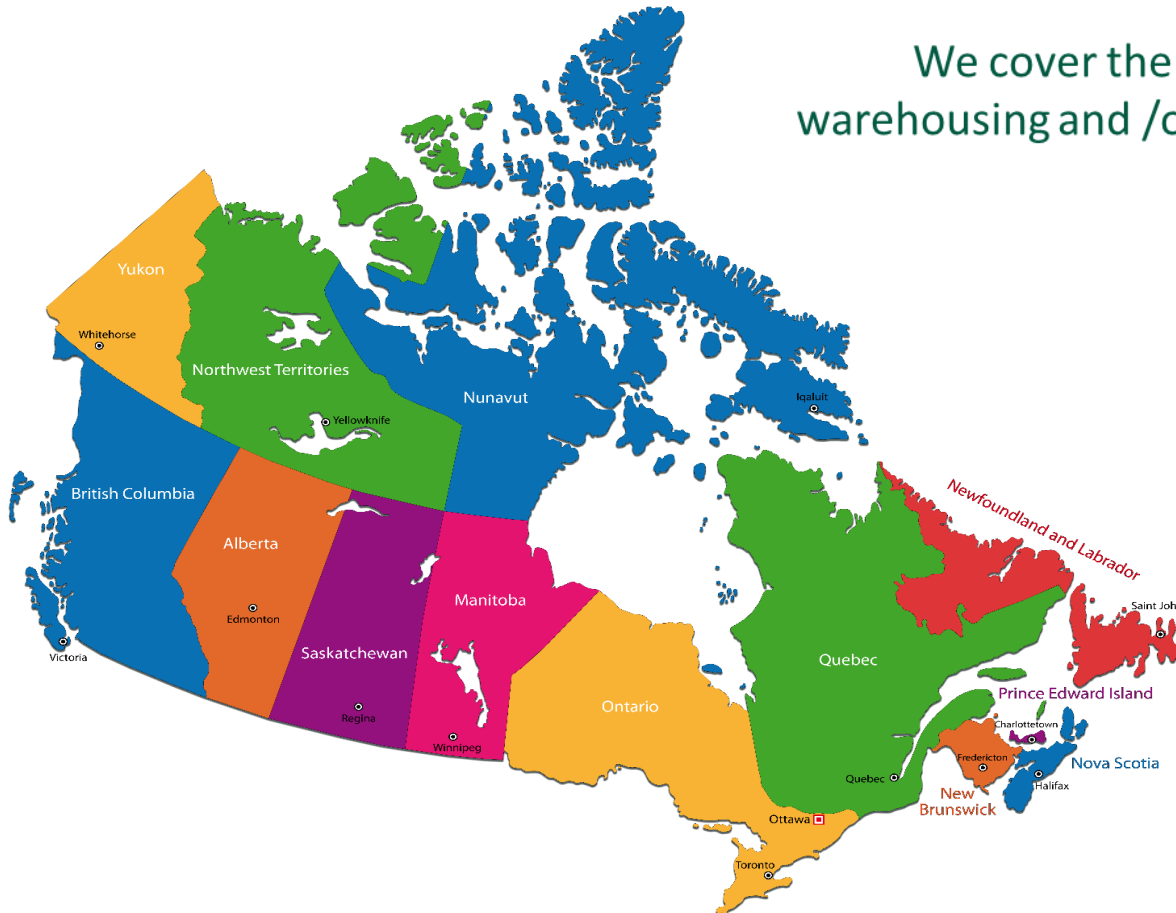 We cover the
warehousing and /o
Yukon
Whitehorse
Northwest Territories
Yellowknife
Nunavut
Iqaluit
British Columbia
Victoria
Alberta
Edmonton
Saskatchewan
Regina
Manitoba
Winnipeg
Ontario
Ottawa
Toronto
Quebec
Quebec
Newfoundland and Labrador
Saint Joh
Prince Edward Island
Charlottetown
Fredericton
New
Brunswick
Nova Scotia
Halifax